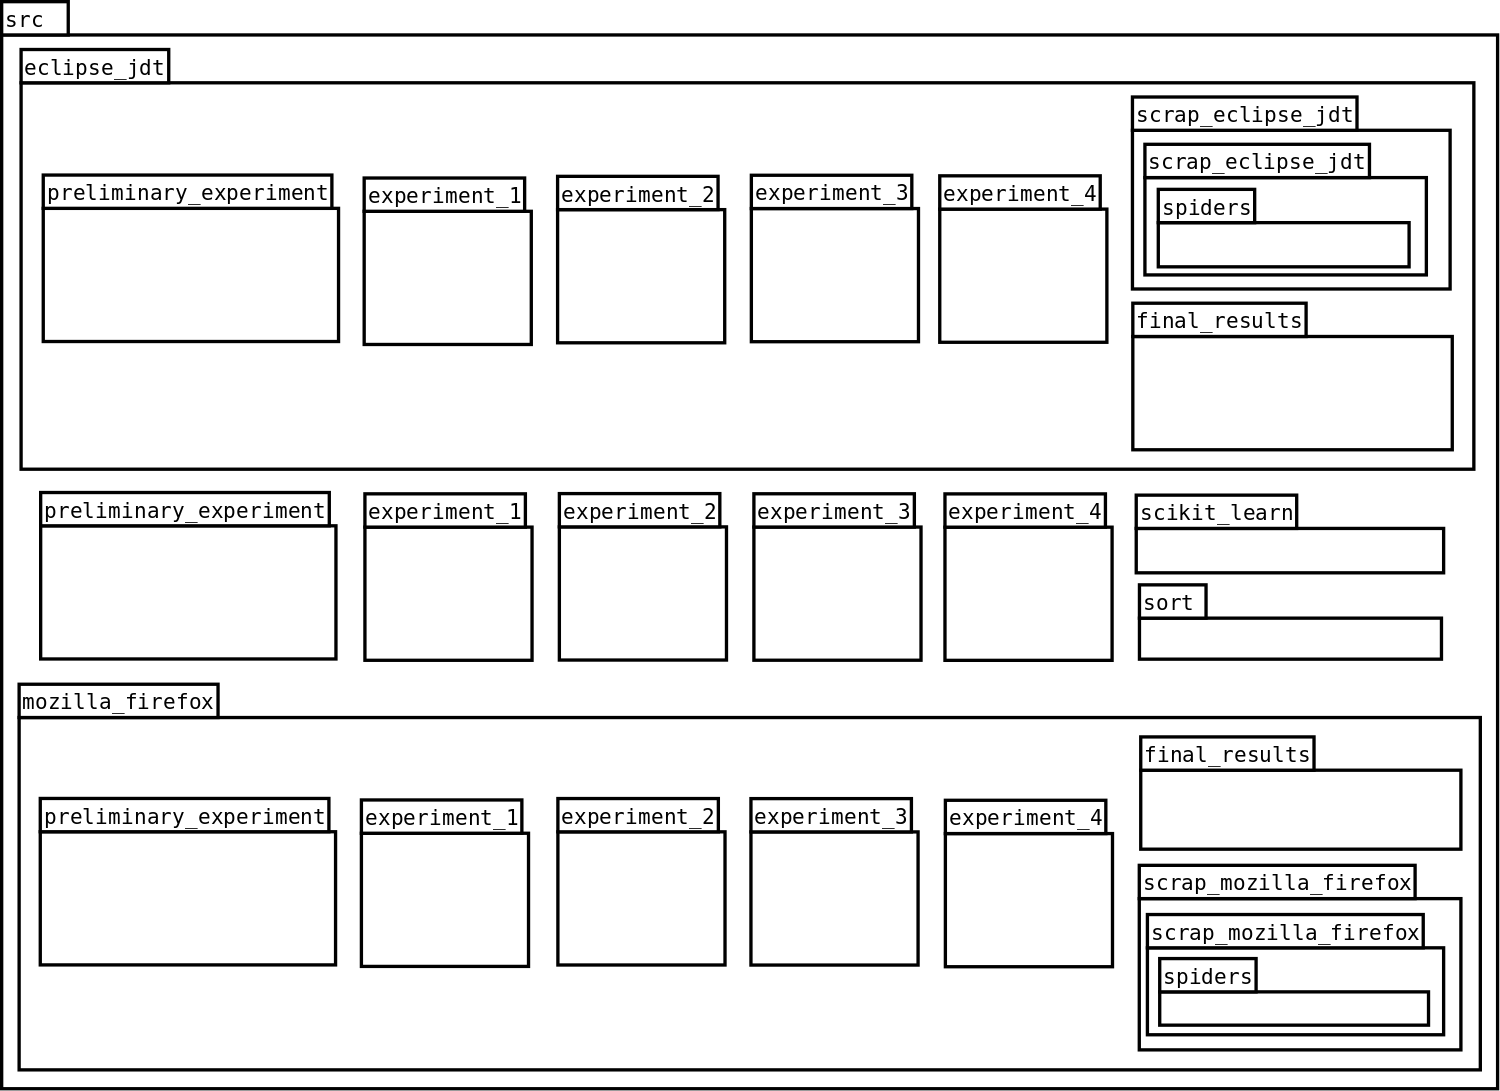 src
eclipse_jdt
preliminary_experiment
experiment_1
experiment_2
experiment_3
experiment_4
scrap_eclipse_jdt
scrap_eclipse_jdt
spiders
final_results
preliminary_experiment
experiment_1
experiment_2
experiment_3
experiment_4
scikit_learn
sort
mozilla_firefox
preliminary_experiment
experiment_1
experiment_2
experiment_3
experiment_4
final_results
scrap_mozilla_firefox
scrap_mozilla_firefox
spiders